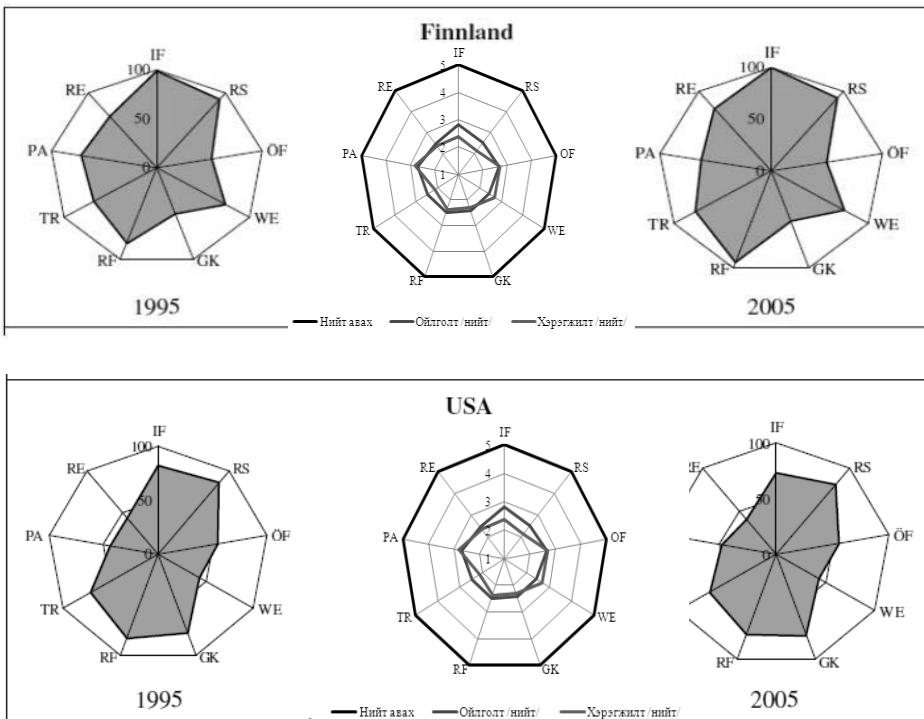 Finnland
IF
100
RS
RE
50
PA
0
ÖF
TR
WE
RF
GK
1995
IF
5
RE
RS
4
3
2
PA
1
OF
TR
WE
RF
GK
IF
100
RE
RS
50
PA
0
ÖF
TR
WE
RF
GK
2005
Нийт авах Ойлголт /нийт/ Хэрэгжилт /нийт/
USA
IF
100
RE
RS
50
PA
0
ÖF
TR
WE
RF
GK
1995
IF
5
RE
RS
4
3
2
PA
1
OF
TR
WE
RF
GK
IF
100
RE
RS
50
PA
0
ÖF
TR
WE
RF
GK
2005
Нийт авах Ойлголт /нийт/ Хэрэгжилт /нийт/